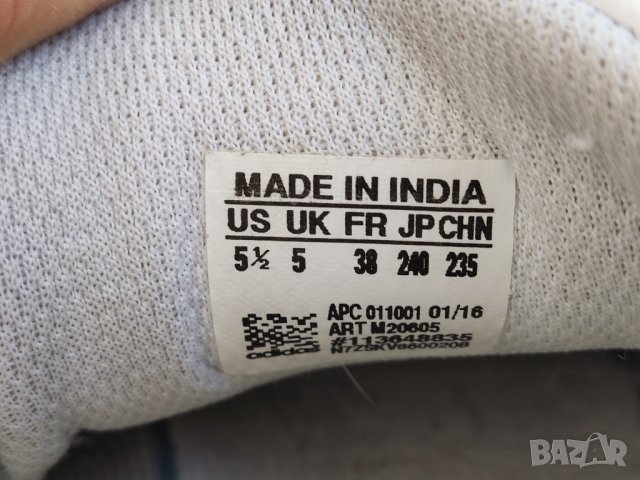 MADE IN INDIA
US UK FR JP CHN
5½ 5 38 240 235
APC 011001 01/16
ART M20605
#113648835
adidas N7ZSKV8600208
BAZAR